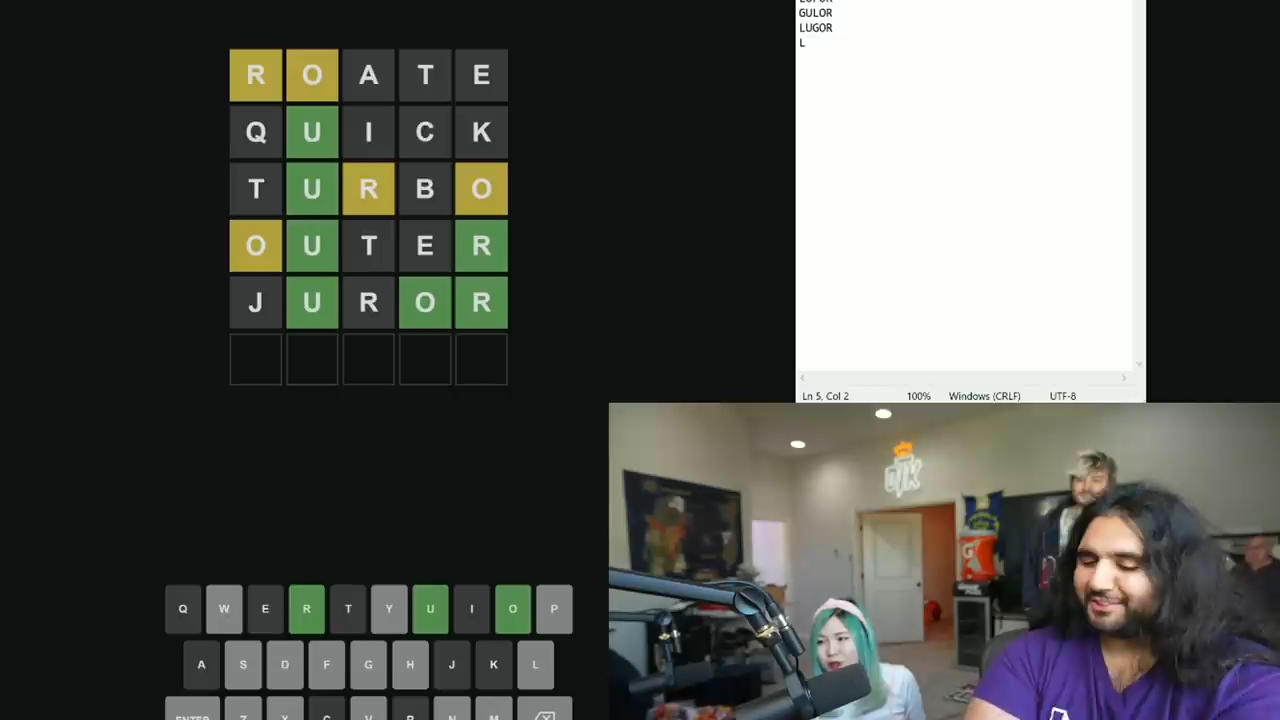 GULOR
LUGOR
L
R O A T E
Q U I C K
T U R B O
O U T E R
J U R O R
Ln 5, Col 2 100% Windows (CRLF) UTF-8
Q W E R T Y U I O P
A S D F G H J K L